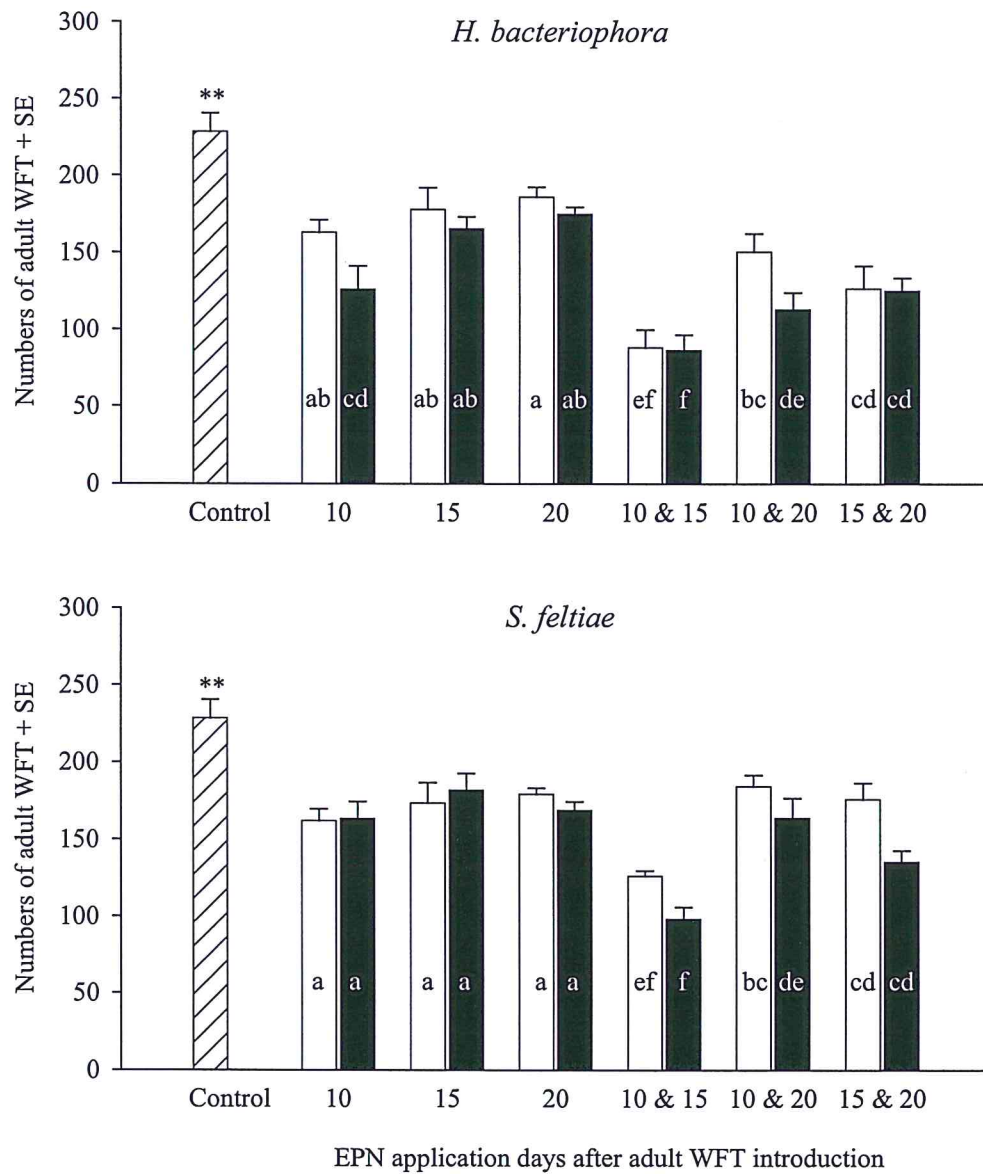 H. bacteriophora
Numbers of adult WFT + SE
300
250
200
150
100
50
0
**
ab cd ab ab a ab ef f bc de cd cd
Control 10 15 20 10 & 15 10 & 20 15 & 20
S. feltiae
Numbers of adult WFT + SE
300
250
200
150
100
50
0
**
a a a a a a ef f bc de cd cd
Control 10 15 20 10 & 15 10 & 20 15 & 20
EPN application days after adult WFT introduction